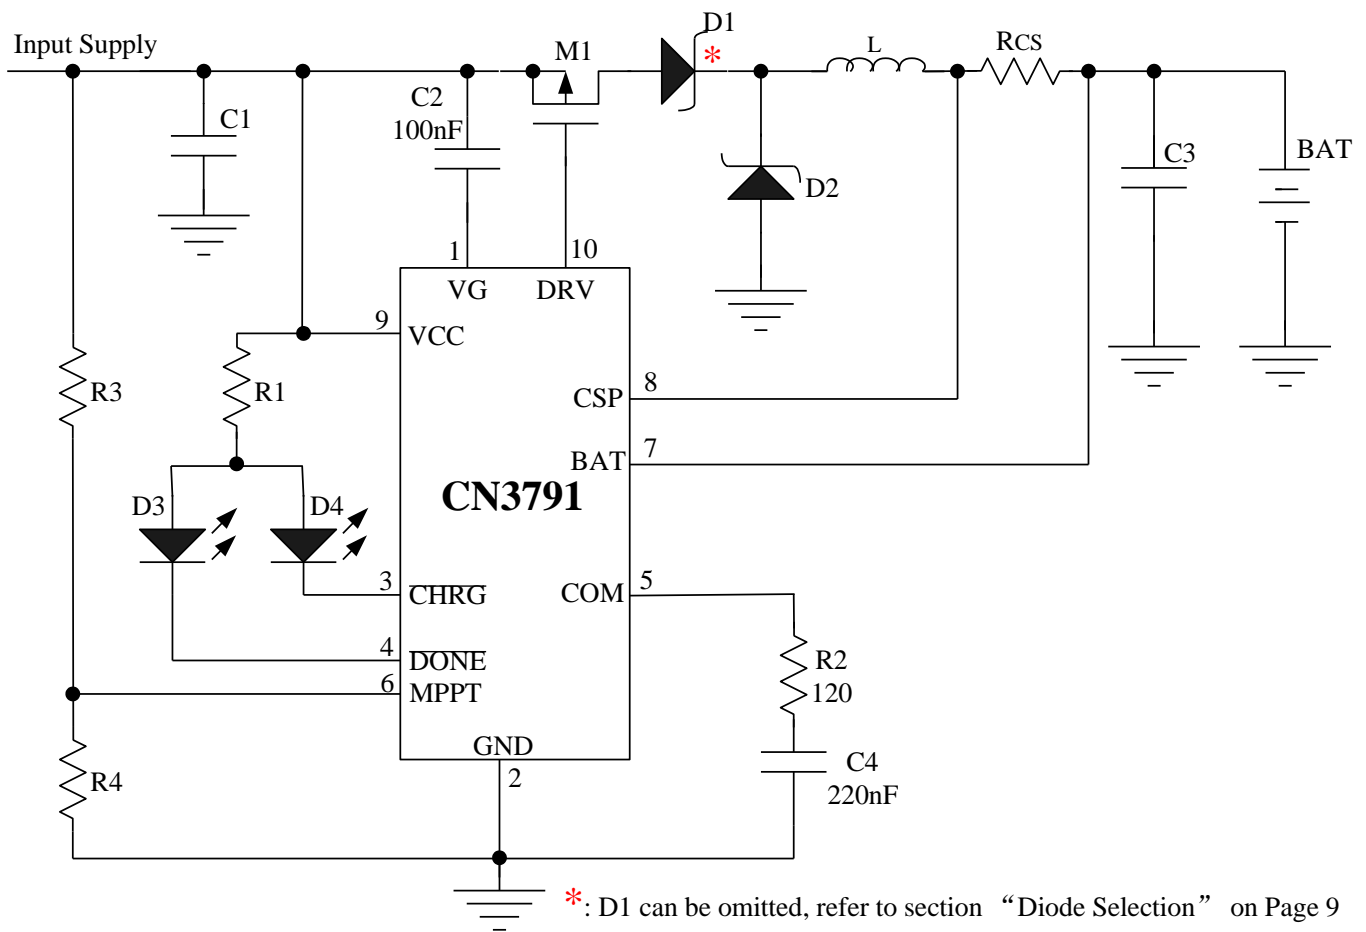 Input Supply
D1
*
M1
L
RCS
C2
100nF
C1
C3
BAT
D2
1
10
VG
DRV
9
VCC
R3
R1
8
CSP
7
BAT
CN3791
D3
D4
3
CHRG
5
COM
4
DONE
6
MPPT
R2
120
GND
2
R4
C4
220nF
*: D1 can be omitted, refer to section “Diode Selection” on Page 9